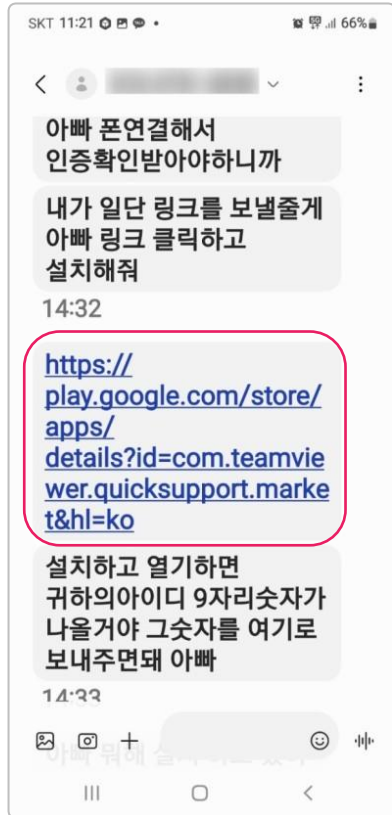 SKT 11:21
66%
아빠 폰연결해서
인증확인받아야하니까
내가 일단 링크를 보낼줄게
아빠 링크 클릭하고
설치해줘
14:32
https://
play.google.com/store/
apps/
details?id=com.teamvie
wer.quicksupport.marke
t&hl=ko
설치하고 열기하면
귀하의아이디 9자리숫자가
나올거야 그숫자를 여기로
보내주면돼 아빠
14:33
아빠 뭐해